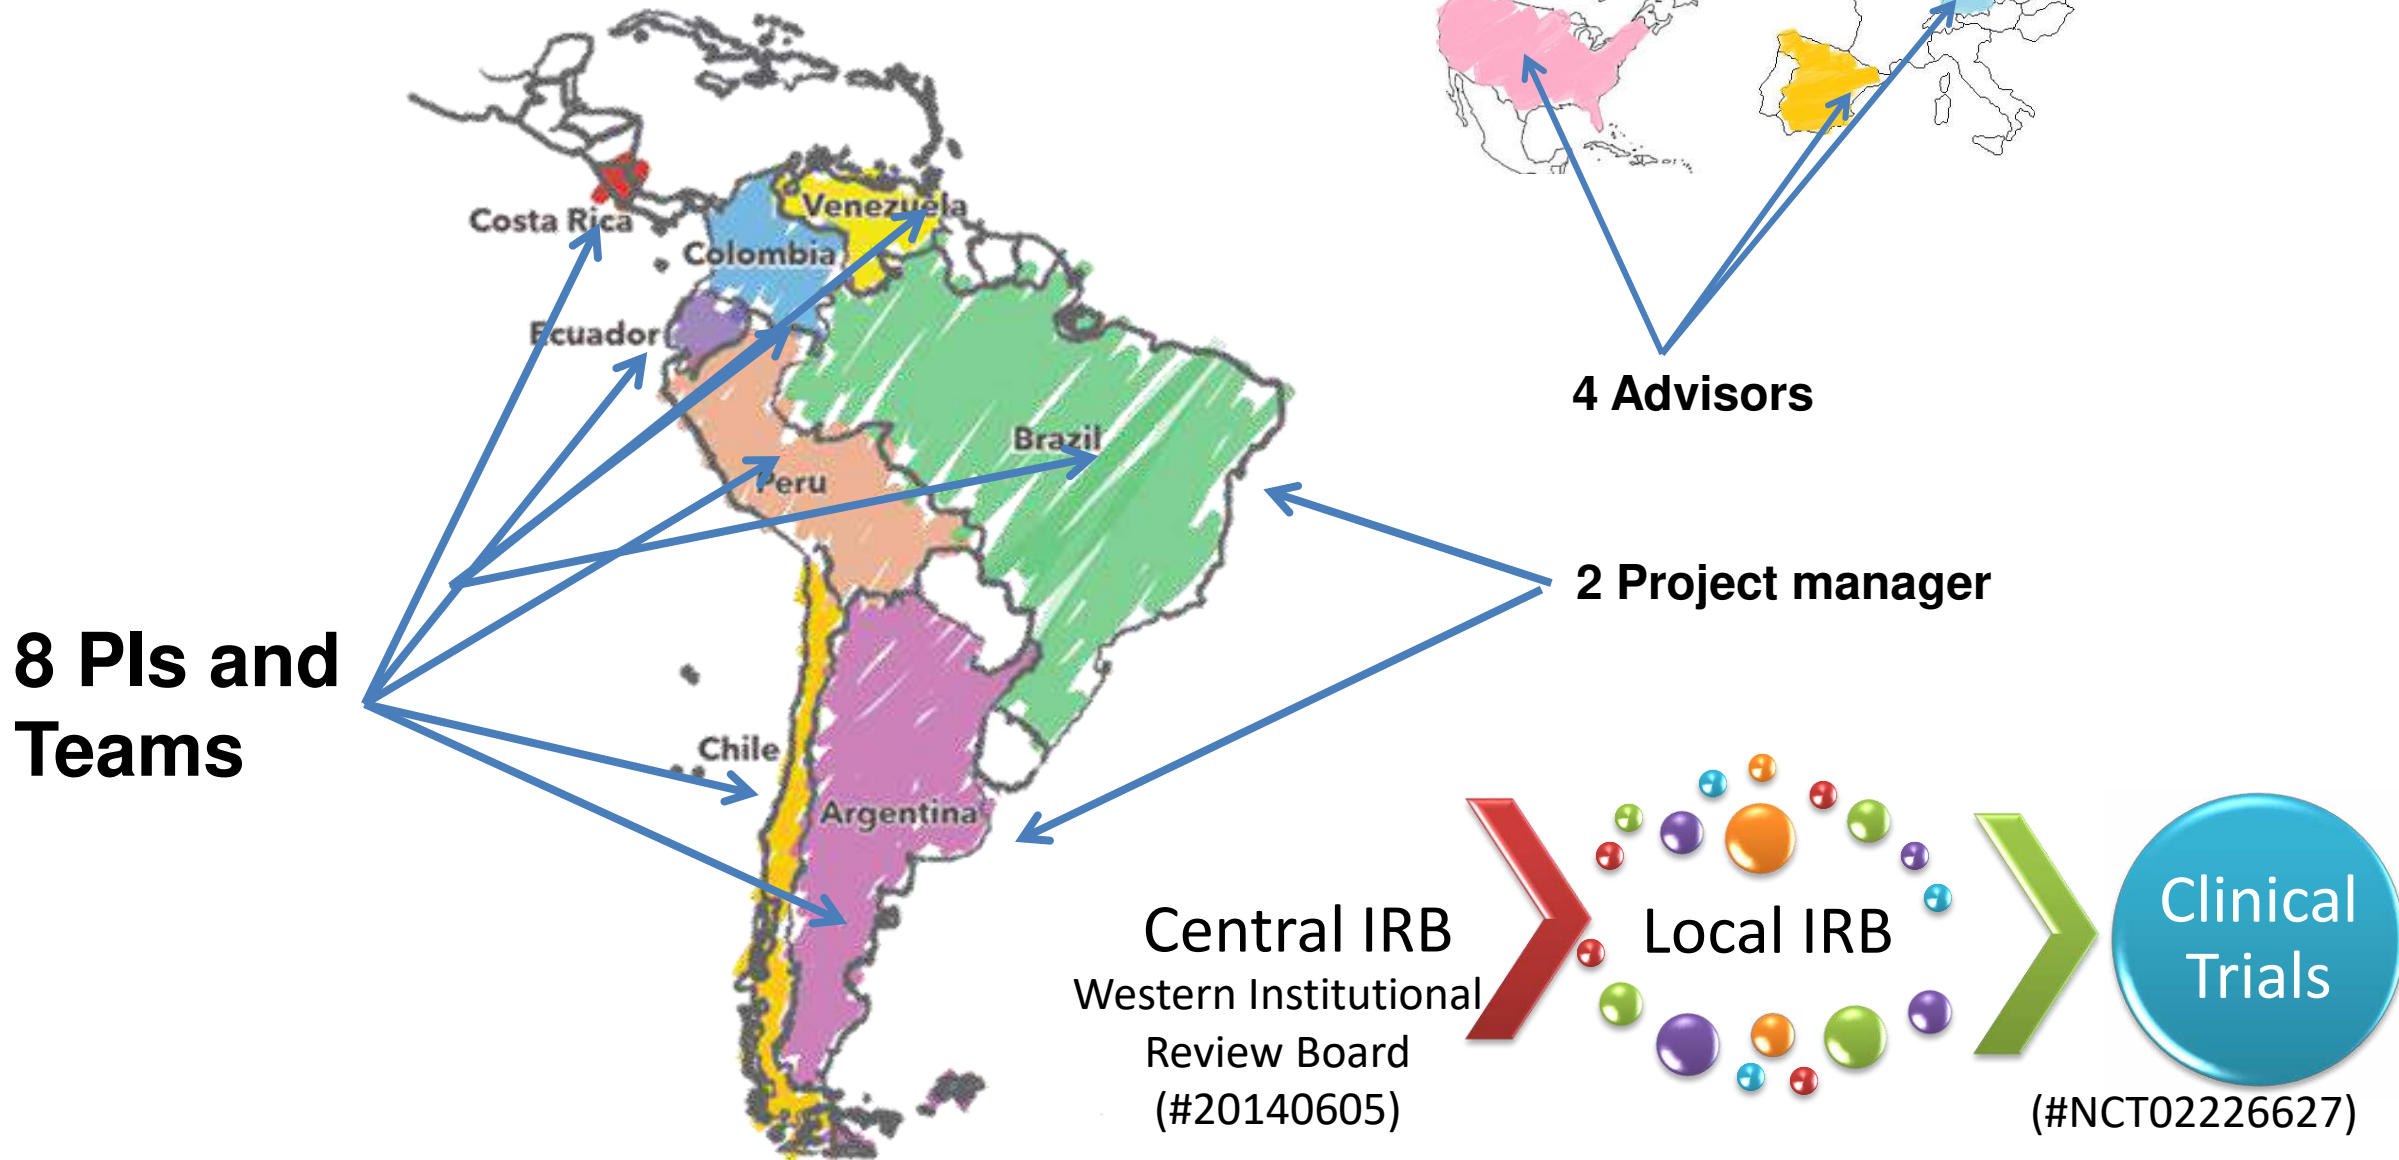 Costa Rica
Venezuela
Colombia
Ecuador
4 Advisors
Brazil
Peru
2 Project manager
8 PIs and
Teams
Chile
Argentina
Central IRB
Western Institutional
Review Board
(#20140605)
Local IRB
Clinical
Trials
(#NCT02226627)